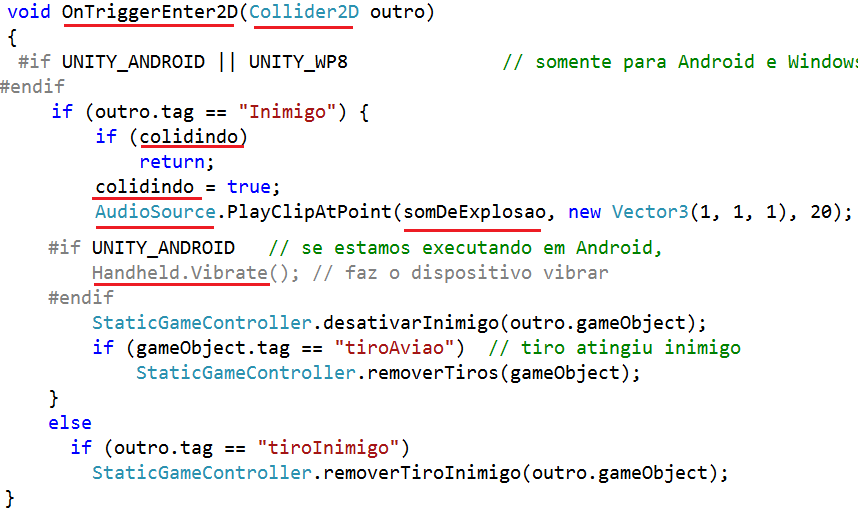 void OnTriggerEnter2D(Collider2D outro)
{
#if UNITY_ANDROID || UNITY_WP8 // somente para Android e Windows
#endif
if (outro.tag == "Inimigo") {
if (colidindo)
return;
colidindo = true;
AudioSource.PlayClipAtPoint(somDeExplosao, new Vector3(1, 1, 1), 20);
#if UNITY_ANDROID // se estamos executando em Android,
Handheld.Vibrate(); // faz o dispositivo vibrar
#endif
StaticGameController.desativarInimigo(outro.gameObject);
if (gameObject.tag == "tiroAviao") // tiro atingiu inimigo
StaticGameController.removerTiros(gameObject);
}
else
if (outro.tag == "tiroInimigo")
StaticGameController.removerTiroInimigo(outro.gameObject);
}